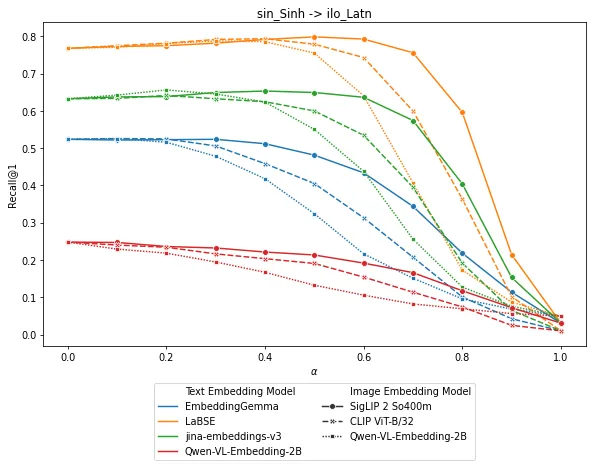 sin_Sinh -> ilo_Latn
Recall@1
0.8
0.7
0.6
0.5
0.4
0.3
0.2
0.1
0.0
0.0 0.2 0.4 0.6 0.8 1.0
α
Text Embedding Model
EmbeddingGemma
LaBSE
jina-embeddings-v3
Qwen-VL-Embedding-2B
Image Embedding Model
SigLIP 2 So400m
CLIP ViT-B/32
Qwen-VL-Embedding-2B